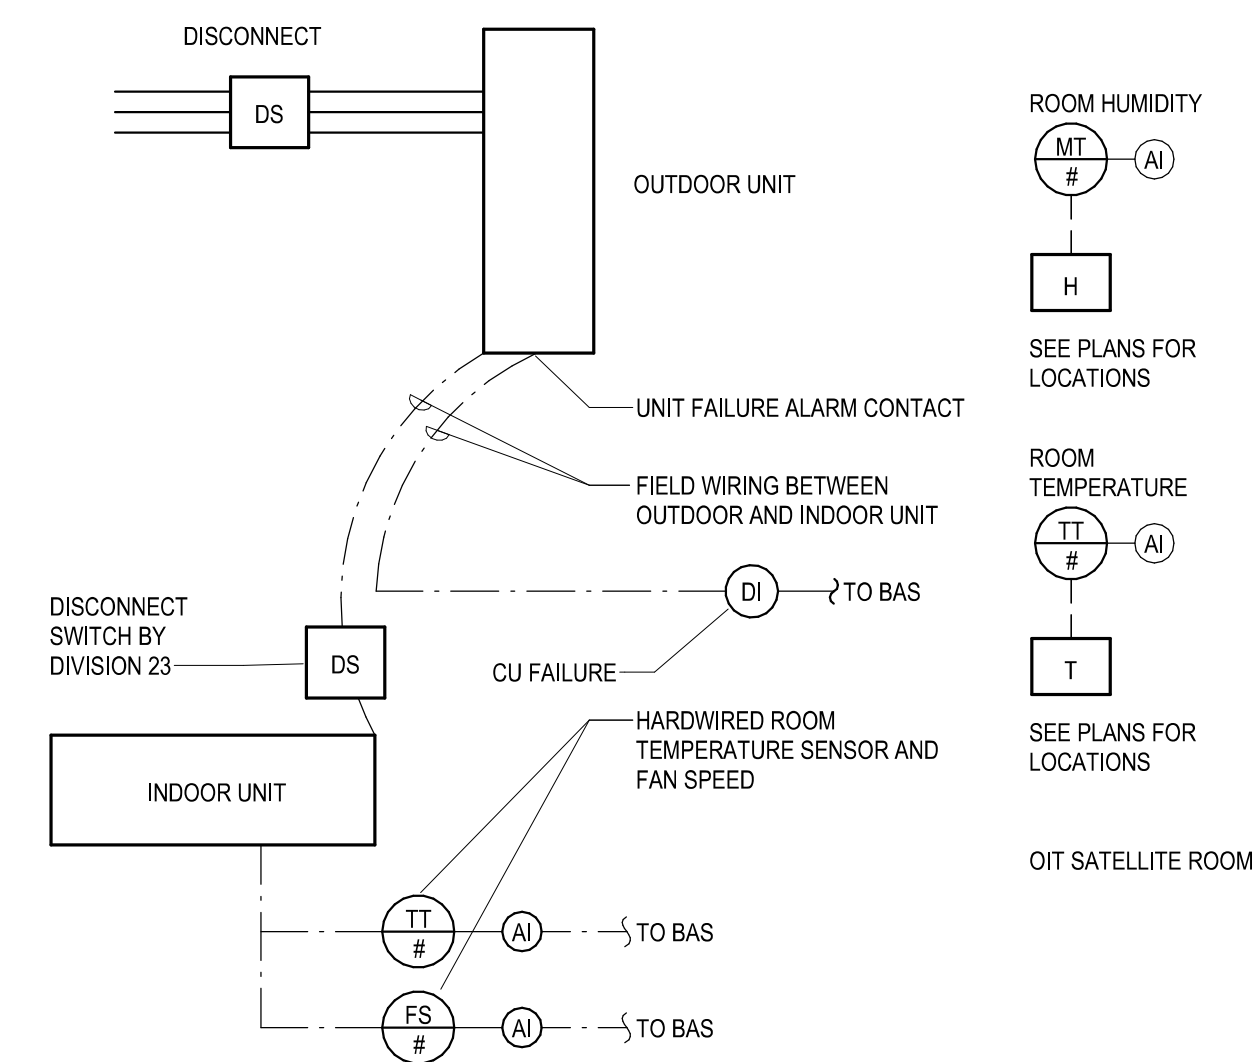 DISCONNECT
DS
OUTDOOR UNIT
UNIT FAILURE ALARM CONTACT
FIELD WIRING BETWEEN
OUTDOOR AND INDOOR UNIT
DI
TO BAS
CU FAILURE
DISCONNECT
SWITCH BY
DIVISION 23
DS
INDOOR UNIT
HARDWIRED ROOM
TEMPERATURE SENSOR AND
FAN SPEED
TT
#
AI
TO BAS
FS
#
AI
TO BAS
ROOM HUMIDITY
MT
#
AI
H
SEE PLANS FOR
LOCATIONS
ROOM
TEMPERATURE
TT
#
AI
T
SEE PLANS FOR
LOCATIONS
OIT SATELLITE ROOM